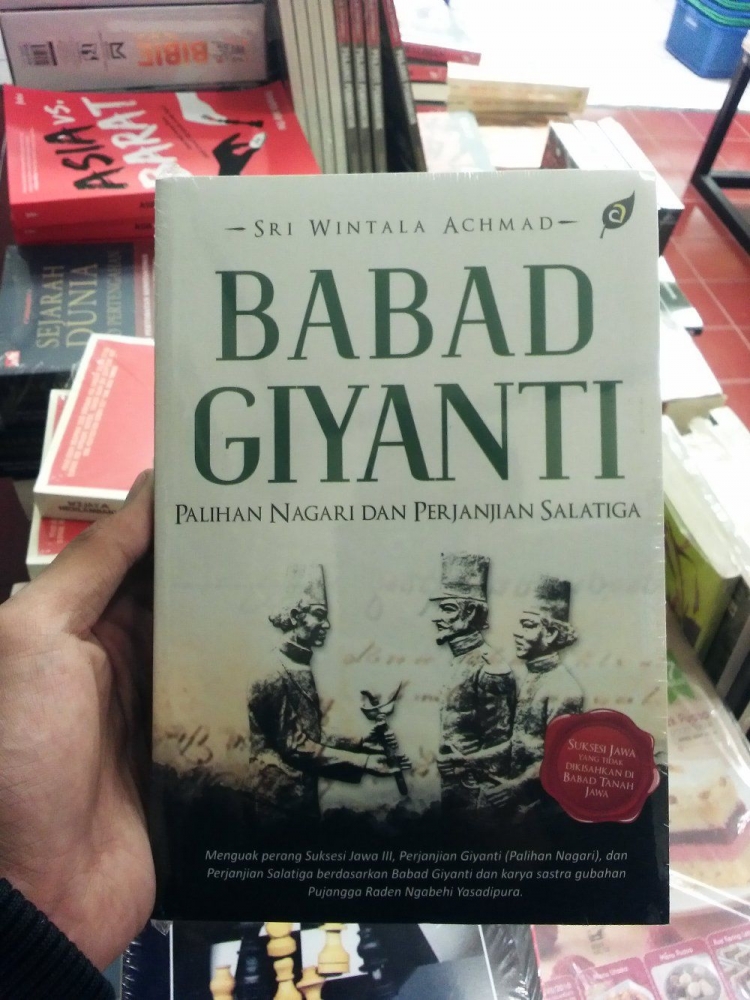 ASIA VS.
BARAT
SEJARAH
DUNIA
SRI WINTALA ACHMAD
BABAD
GIYANTI
PALIHAN NAGARI DAN PERJANJIAN SALATIGA
SUKSESI JAWA
YANG TIDAK
DIKISAHKAN DI
BABAD TANAH
JAWA
Menguak perang Suksesi Jawa III, Perjanjian Giyanti (Palihan Nagari), dan
Perjanjian Salatiga berdasarkan Babad Giyanti dan karya sastra gubahan
Pujangga Raden Ngabehi Yasadipura.